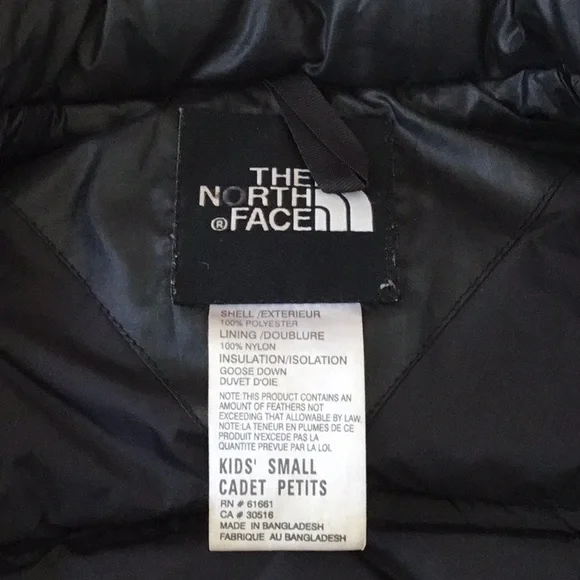 THE
NORTH
®FACE
SHELL /EXTERIEUR
100% POLYESTER
LINING /DOUBLURE
100% NYLON
INSULATION/ISOLATION
GOOSE DOWN
DUVET D'OIE
NOTE:THIS PRODUCT CONTAINS AN
AMOUNT OF FEATHERS NOT
EXCEEDING THAT ALLOWABLE BY LAW
NOTE:LA TENEUR EN PLUMES DE CE
PRODUIT N'EXCEDE PAS LA
QUANTITE PREVUE PAR LA LOL
KIDS' SMALL
CADET PETITS
RN # 61661
CA # 30516
MADE IN BANGLADESH
FABRIQUE AU BANGLADESH